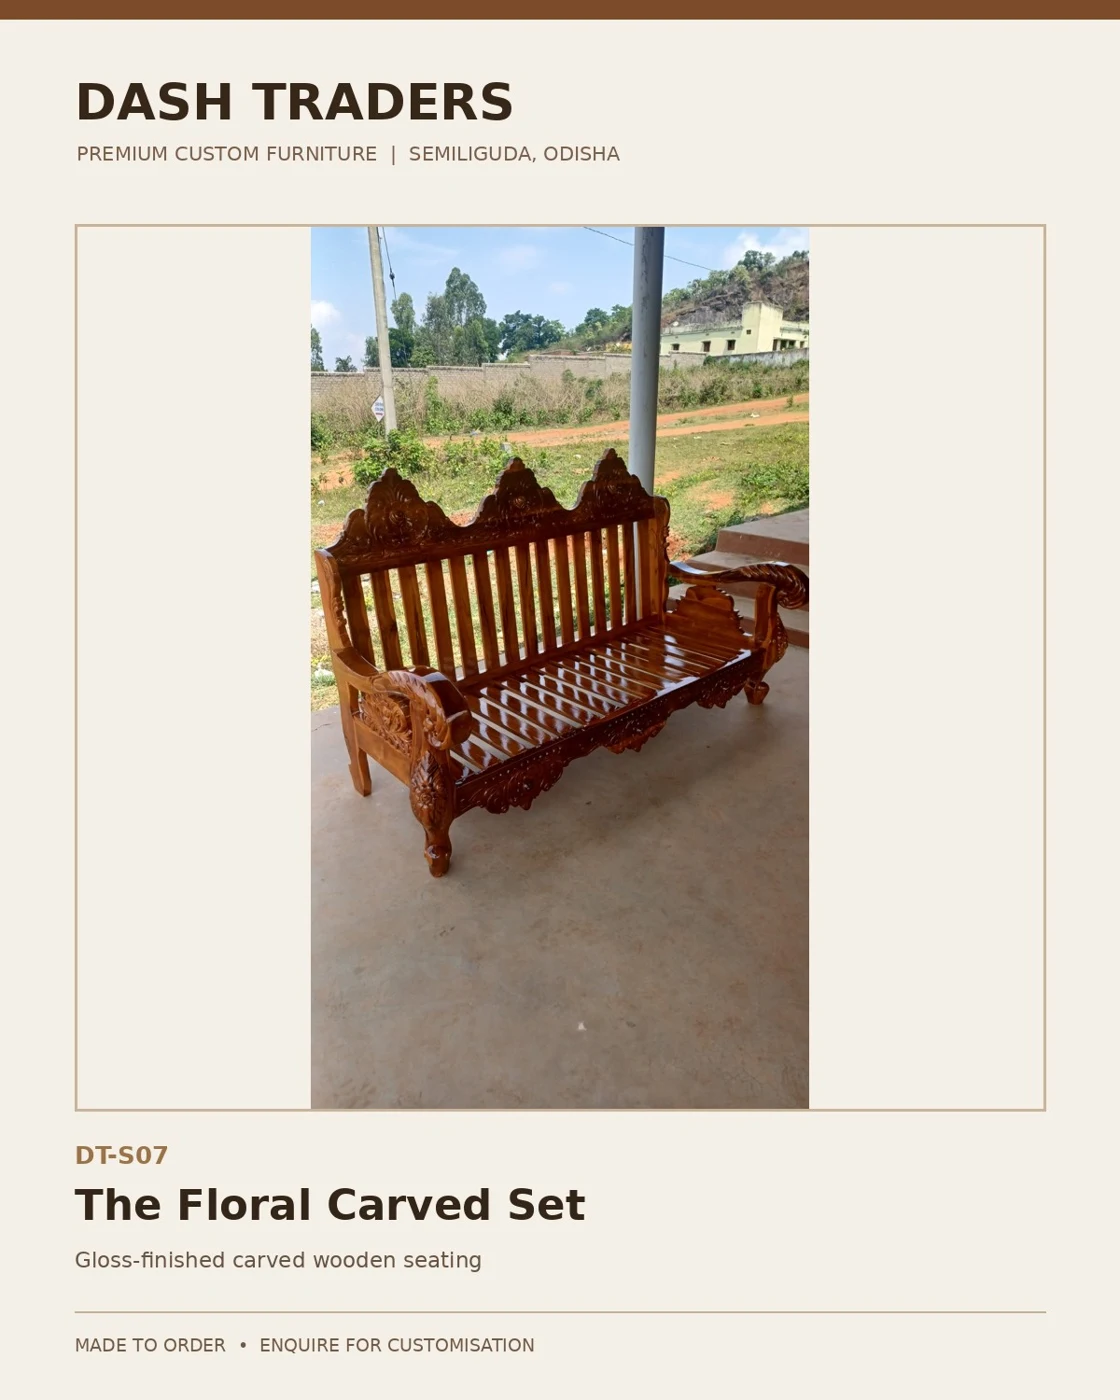 DASH TRADERS
PREMIUM CUSTOM FURNITURE | SEMILIGUDA, ODISHA
DT-S07
The Floral Carved Set
Gloss-finished carved wooden seating
MADE TO ORDER • ENQUIRE FOR CUSTOMISATION